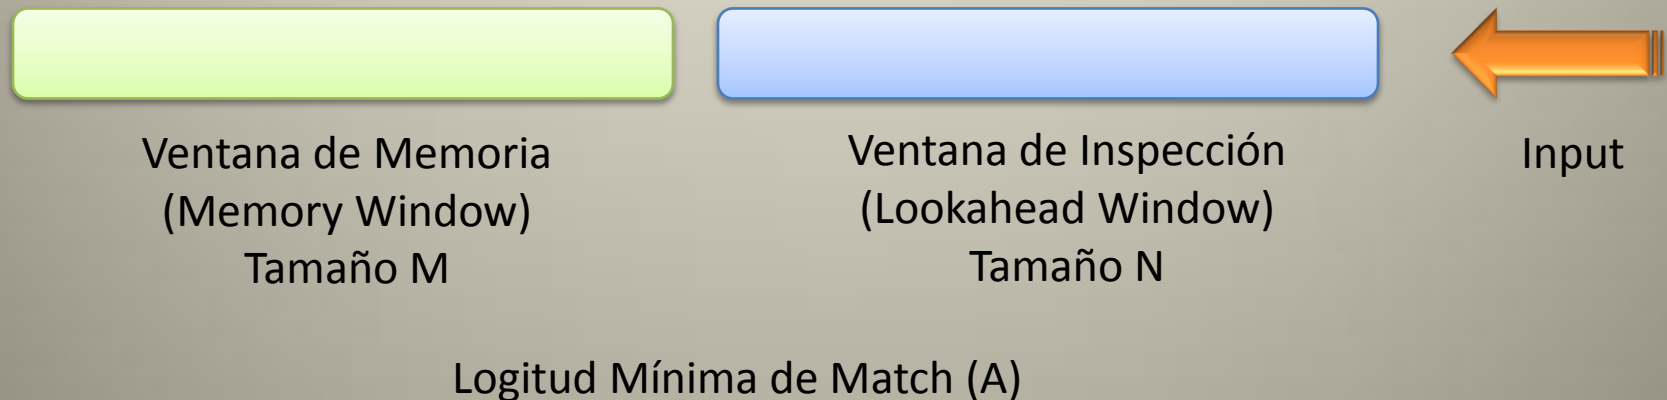 Ventana de Memoria
(Memory Window)
Tamaño M
Ventana de Inspección
(Lookahead Window)
Tamaño N
Input
Logitud Mínima de Match (A)